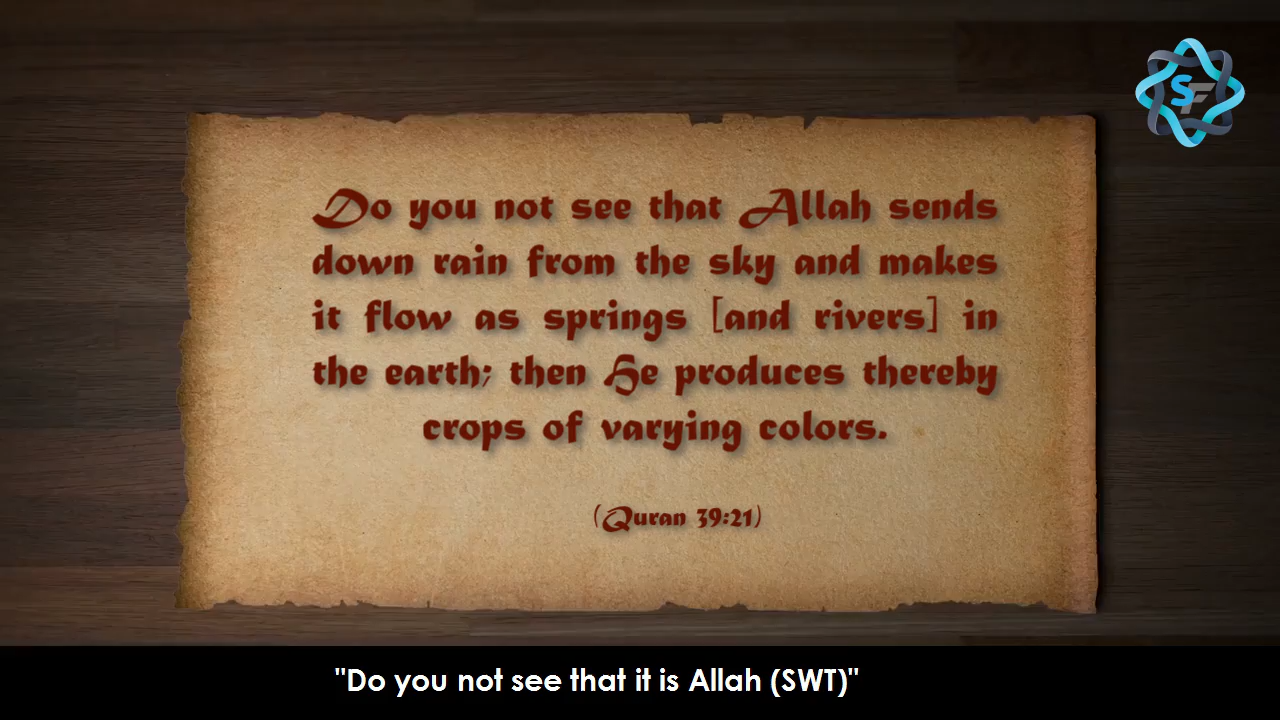 SF
Do you not see that Allah sends
down rain from the sky and makes
it flow as springs [and rivers] in
the earth; then He produces thereby
crops of varying colors.
(Quran 39:21)
"Do you not see that it is Allah (SWT)"